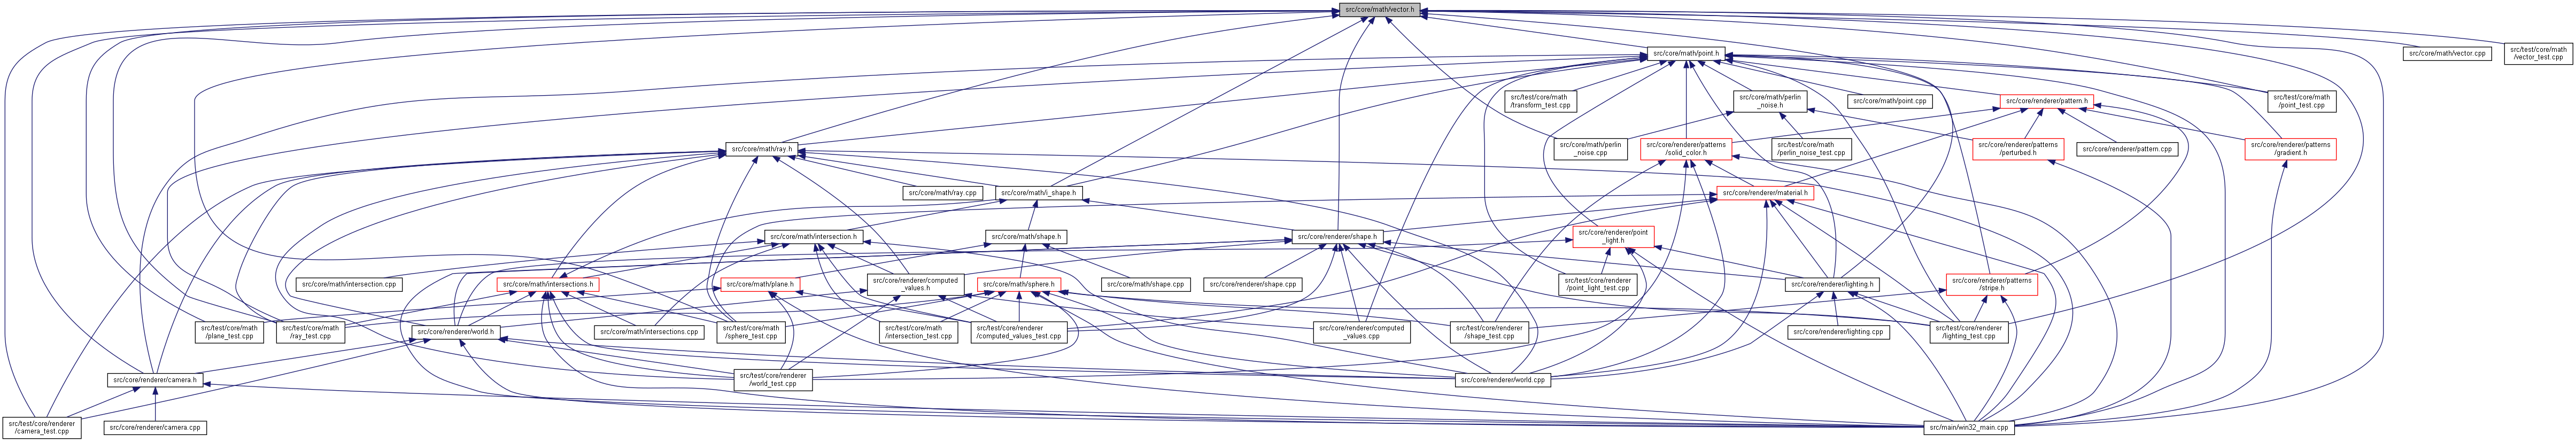 src/core/math/vector.h
src/core/math/point.h
src/core/math/vector.cpp
src/test/core/math
/vector_test.cpp
src/test/core/math
/transform_test.cpp
src/core/math/perlin
_noise.h
src/core/math/point.cpp
src/core/renderer/pattern.h
src/test/core/math
/point_test.cpp
src/core/math/ray.h
src/core/math/perlin
_noise.cpp
src/core/renderer/patterns
/solid_color.h
src/test/core/math
/perlin_noise_test.cpp
src/core/renderer/patterns
/perturbed.h
src/core/renderer/pattern.cpp
src/core/renderer/patterns
/gradient.h
src/core/math/ray.cpp
src/core/math/i_shape.h
src/core/renderer/material.h
src/core/math/intersection.h
src/core/math/shape.h
src/core/renderer/shape.h
src/core/renderer/point
_light.h
src/core/math/intersection.cpp
src/core/math/intersections.h
src/core/math/plane.h
src/core/renderer/computed
_values.h
src/core/math/sphere.h
src/core/math/shape.cpp
src/core/renderer/shape.cpp
src/test/core/renderer
/point_light_test.cpp
src/core/renderer/lighting.h
src/core/renderer/patterns
/stripe.h
src/test/core/math
/plane_test.cpp
src/test/core/math
/ray_test.cpp
src/core/renderer/world.h
src/core/math/intersections.cpp
src/test/core/math
/sphere_test.cpp
src/test/core/math
/intersection_test.cpp
src/test/core/renderer
/computed_values_test.cpp
src/core/renderer/computed
_values.cpp
src/test/core/renderer
/shape_test.cpp
src/core/renderer/lighting.cpp
src/test/core/renderer
/lighting_test.cpp
src/core/renderer/camera.h
src/test/core/renderer
/world_test.cpp
src/core/renderer/world.cpp
src/test/core/renderer
/camera_test.cpp
src/core/renderer/camera.cpp
src/main/win32_main.cpp